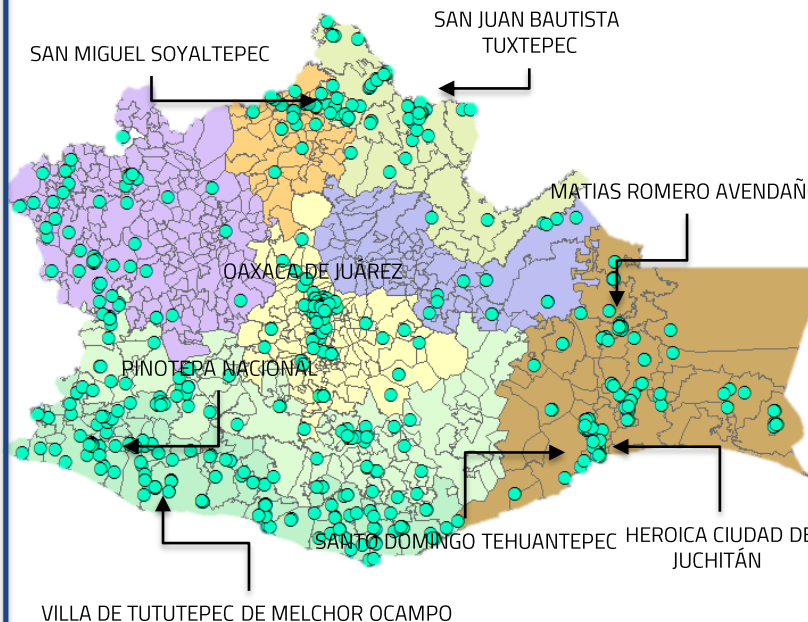 SAN JUAN BAUTISTA
TUXTEPEC
SAN MIGUEL SOYALTEPEC
MATIAS ROMERO AVENDAÑ
OAXACA DE JUÁREZ
PINOTEPA NACIONAL
SANTO DOMINGO TEHUANTEPEC
HEROICA CIUDAD DE
JUCHITÁN
VILLA DE TUTUTEPEC DE MELCHOR OCAMPO